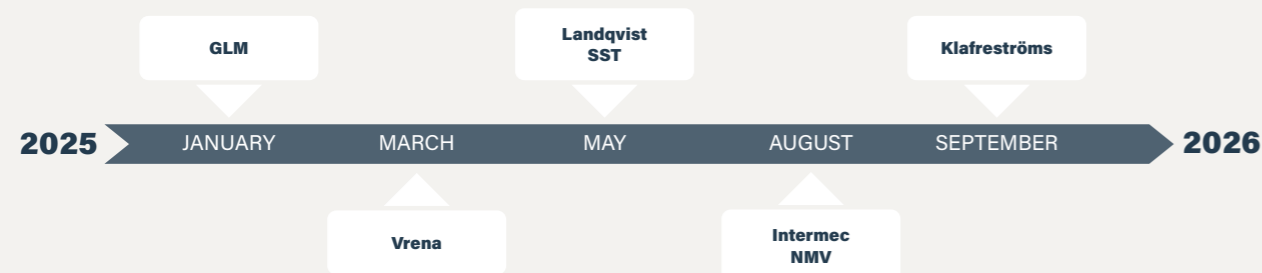 GLM
Landqvist
SST
Klafreströms
2025 JANUARY MARCH MAY AUGUST SEPTEMBER 2026
Vrena
Intermec
NMV